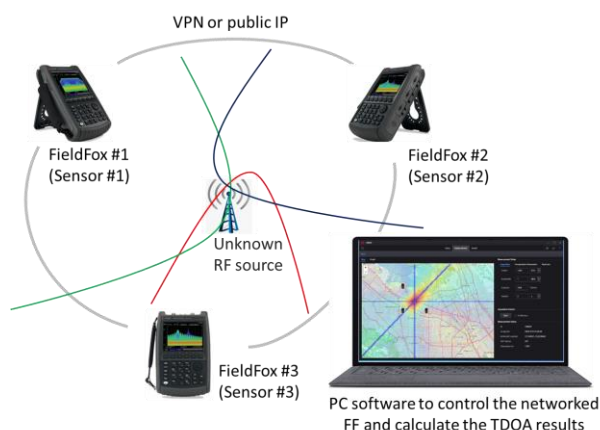 VPN or public IP
FieldFox #1
(Sensor #1)
FieldFox #2
(Sensor #2)
Unknown
RF source
FieldFox #3
(Sensor #3)
PC software to control the networked
FF and calculate the TDOA results